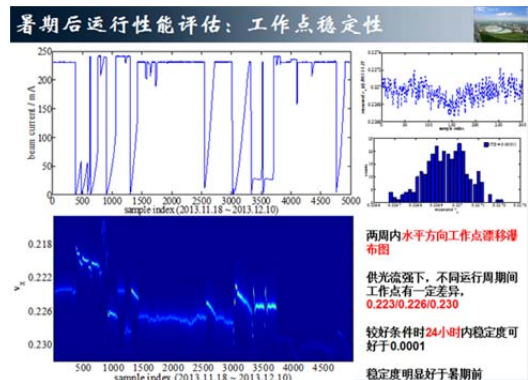 暑期后运行性能评估：工作点稳定性
250
200
150
100
50
0
beam current / mA
500 1000 1500 2000 2500 3000 3500 4000 4500 5000
sample index (2013.11.18 ~ 2013.12.10)
0.218
0.223
0.226
0.230
500 1000 1500 2000 2500 3000 3500 4000 4500
sample index (2013.11.18 ~ 2013.12.10)
sample index
两周内水平方向工作点漂移瀑
布图
供光流强下，不同运行周期间
工作点有一定差异，
0.223/0.226/0.230
较好条件时24小时内稳定度可
好于0.0001
稳定度明显好于暑期前